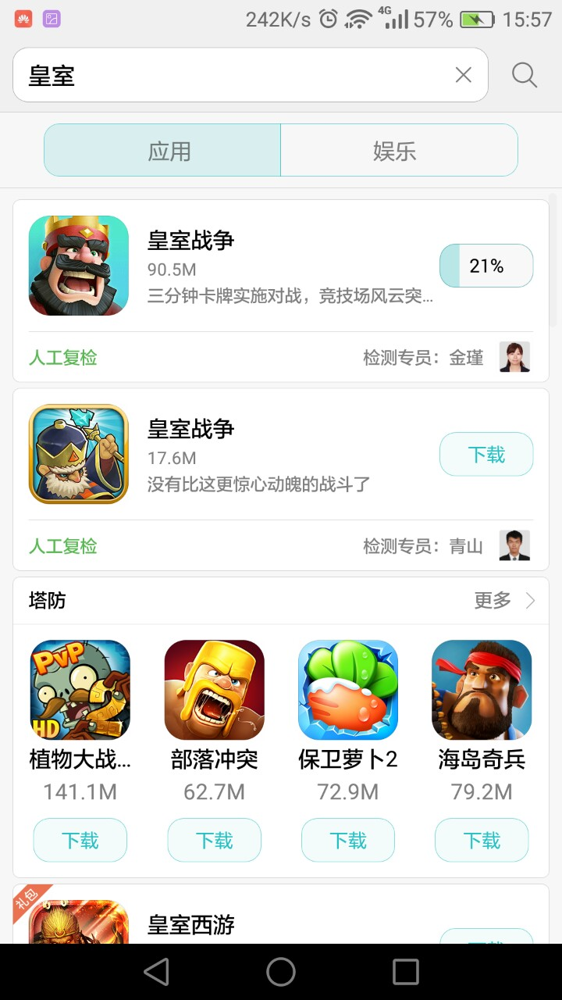 242K/s 4G 57% 15:57
皇室
应用 娱乐
皇室战争
90.5M
21%
三分钟卡牌实施对战，竞技场风云突...
人工复检 检测专员：金瑾
皇室战争
17.6M
下载
没有比这更惊心动魄的战斗了
人工复检 检测专员：青山
塔防 更多
PvP
HD
植物大战... 部落冲突 保卫萝卜2 海岛奇兵
141.1M 62.7M 72.9M 79.2M
下载 下载 下载 下载
礼包
皇室西游